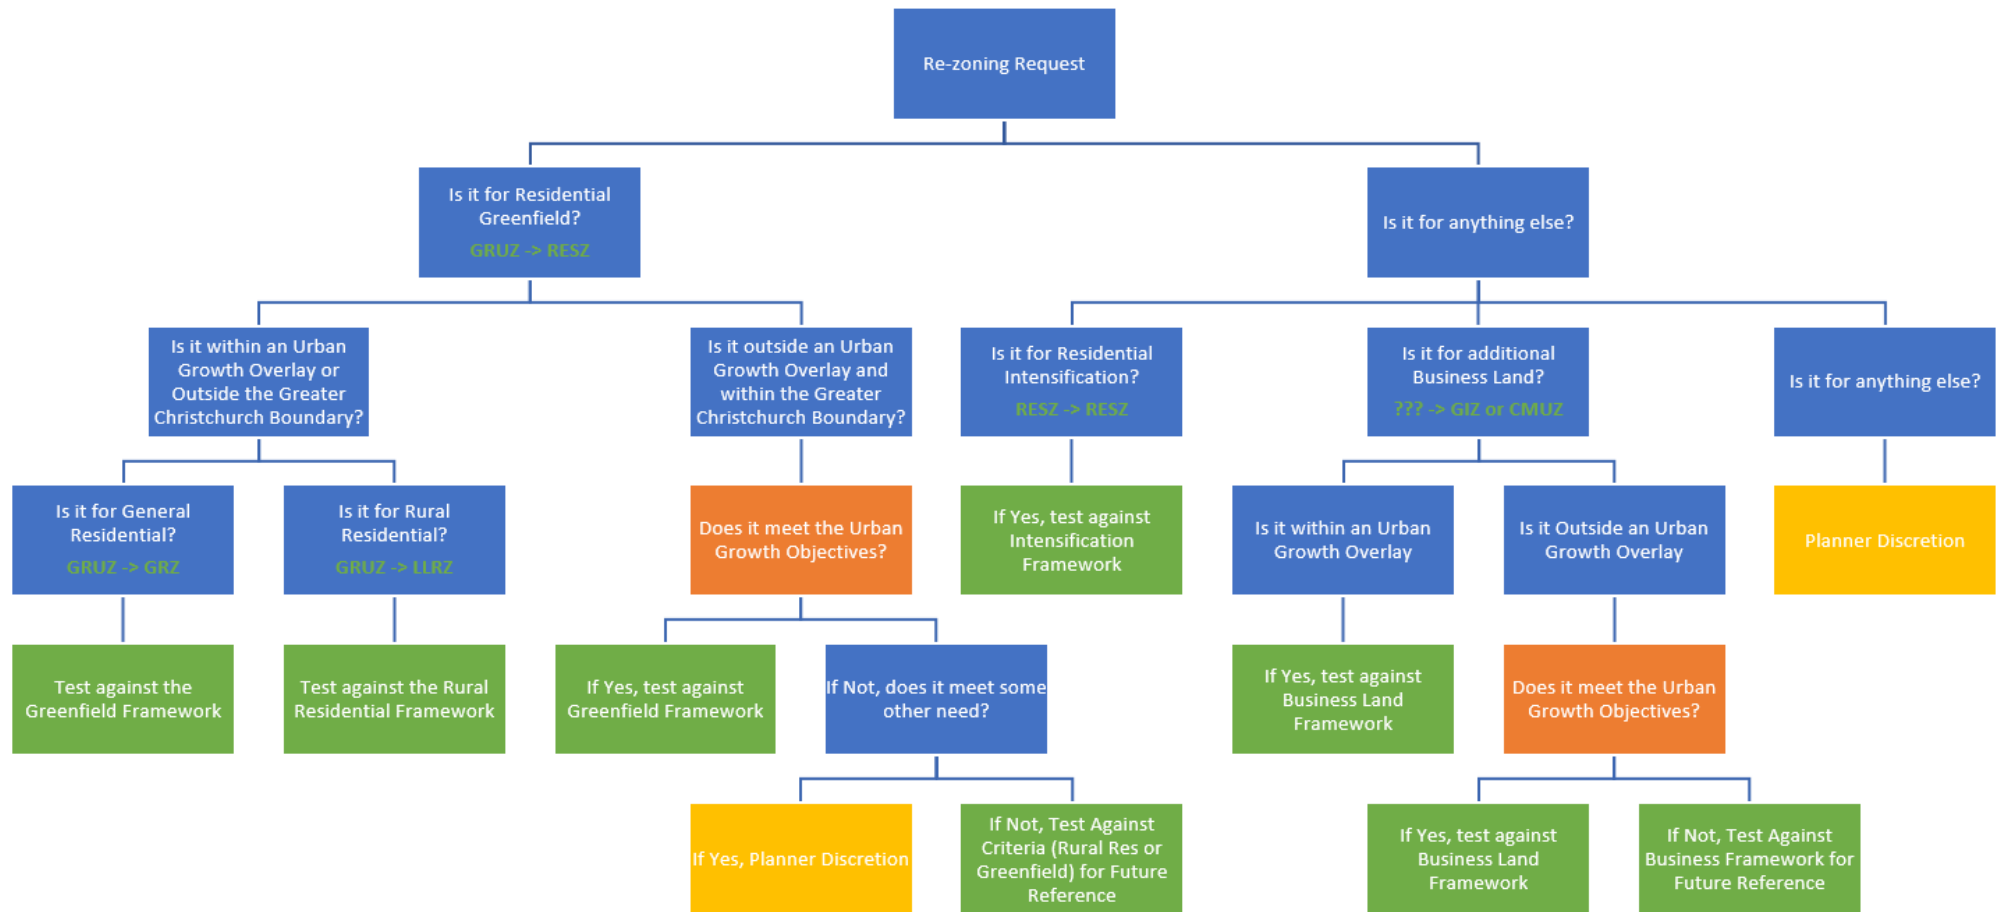 Re-zoning Request
Is it for Residential
Greenfield?
GRUZ -> RESZ
Is it for anything else?
Is it within an Urban
Growth Overlay or
Outside the Greater
Christchurch Boundary?
Is it outside an Urban
Growth Overlay and
within the Greater
Christchurch Boundary?
Is it for Residential
Intensification?
RESZ -> RESZ
Is it for additional
Business Land?
??? -> GIZ or CMUZ
Is it for anything else?
Is it for General
Residential?
GRUZ -> GRZ
Is it for Rural
Residential?
GRUZ -> LLRZ
Does it meet the Urban
Growth Objectives?
If Yes, test against
Intensification
Framework
Is it within an Urban
Growth Overlay
Is it Outside an Urban
Growth Overlay
Planner Discretion
Test against the
Greenfield Framework
Test against the Rural
Residential Framework
If Yes, test against
Greenfield Framework
If Not, does it meet some
other need?
If Yes, test against
Business Land
Framework
Does it meet the Urban
Growth Objectives?
If Yes, Planner Discretion
If Not, Test Against
Criteria (Rural Res or
Greenfield) for Future
Reference
If Yes, test against
Business Land
Framework
If Not, Test Against
Business Framework for
Future Reference